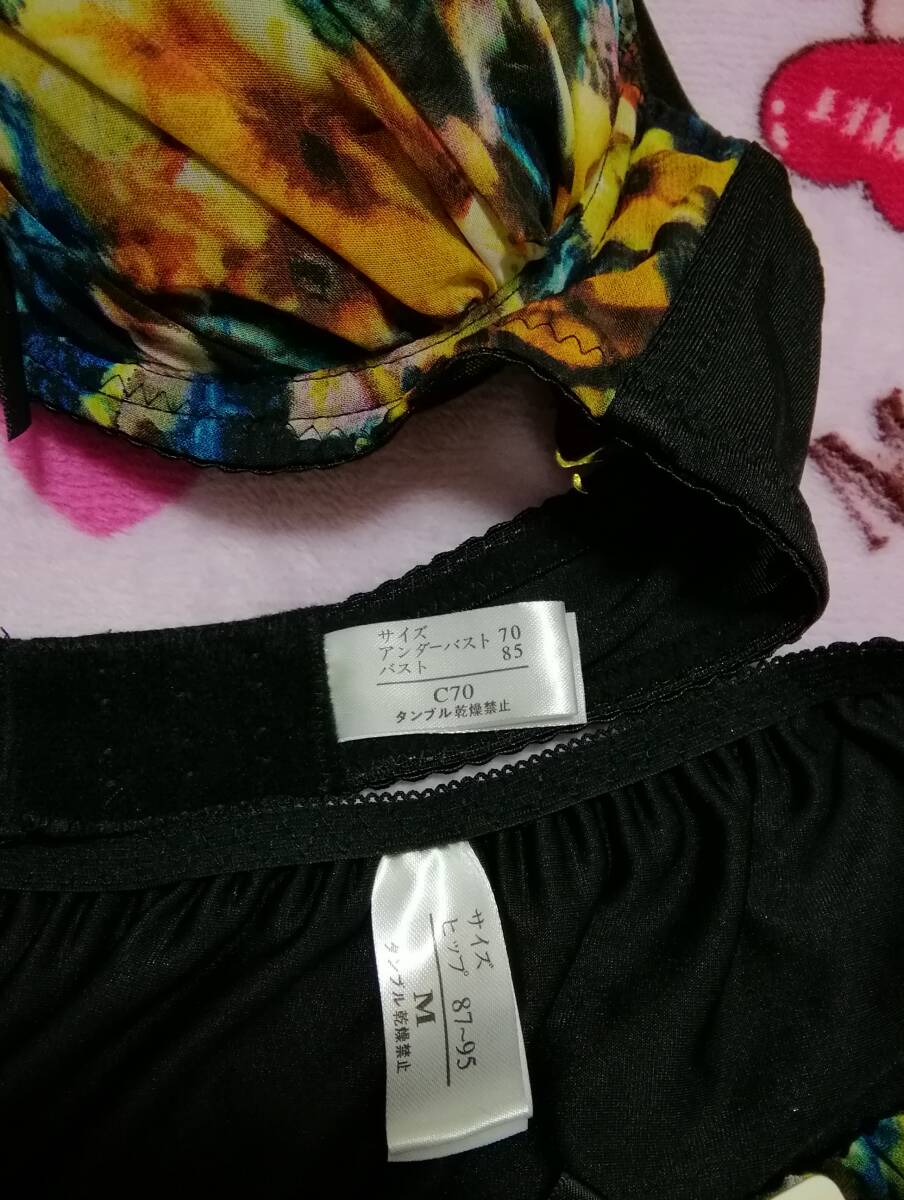 サイズ
アンダーバスト 70
バスト 85
C70
タンブル乾燥禁止
サイズ
ヒップ 87~95
M
タンブル乾燥禁止
M